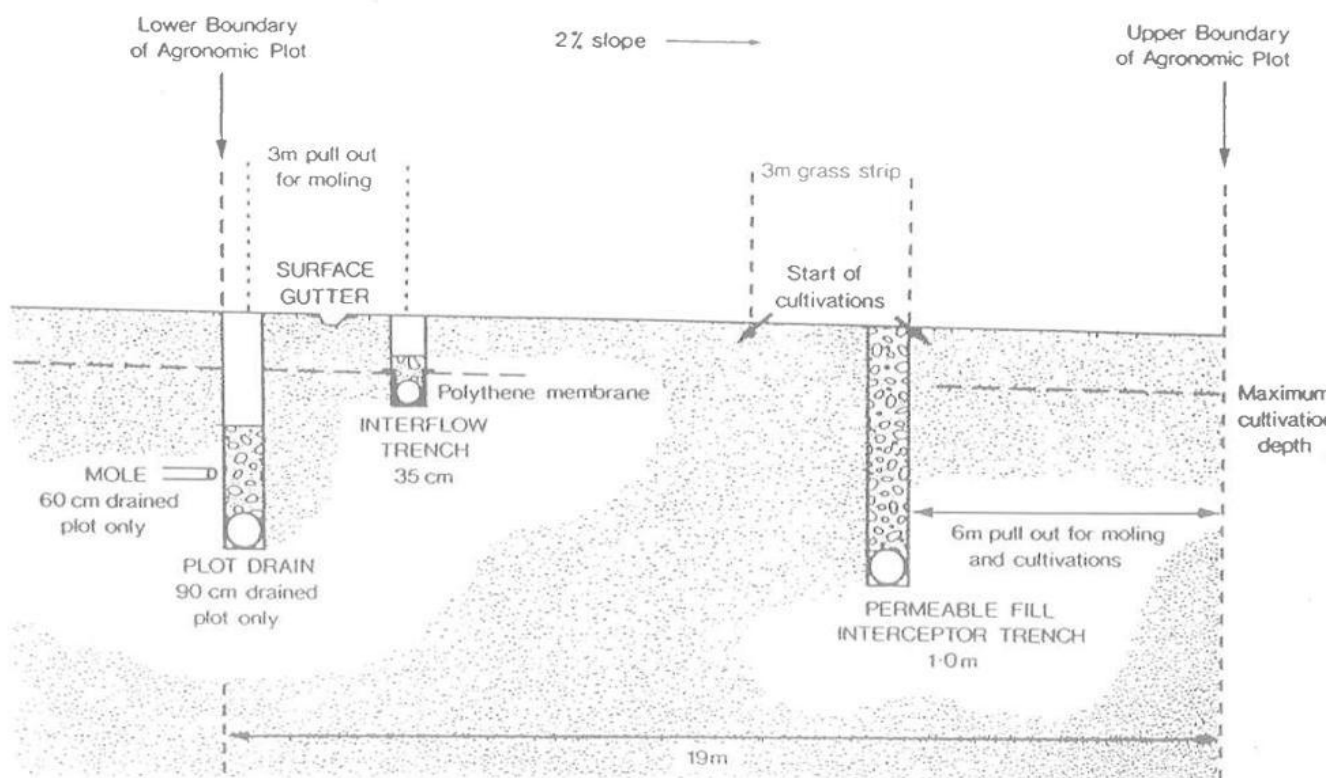 Lower Boundary
of Agronomic Plot
2% slope
Upper Boundary
of Agronomic Plot
3m pull out
for moling
3m grass strip
SURFACE
GUTTER
Start of
cultivations
Polythene membrane
INTERFLOW
TRENCH
35 cm
Maximum
cultivation
depth
MOLE
60 cm drained
plot only
PLOT DRAIN
90 cm drained
plot only
6m pull out for moling
and cultivations
PERMEABLE FILL
INTERCEPTOR TRENCH
1·0 m
19m